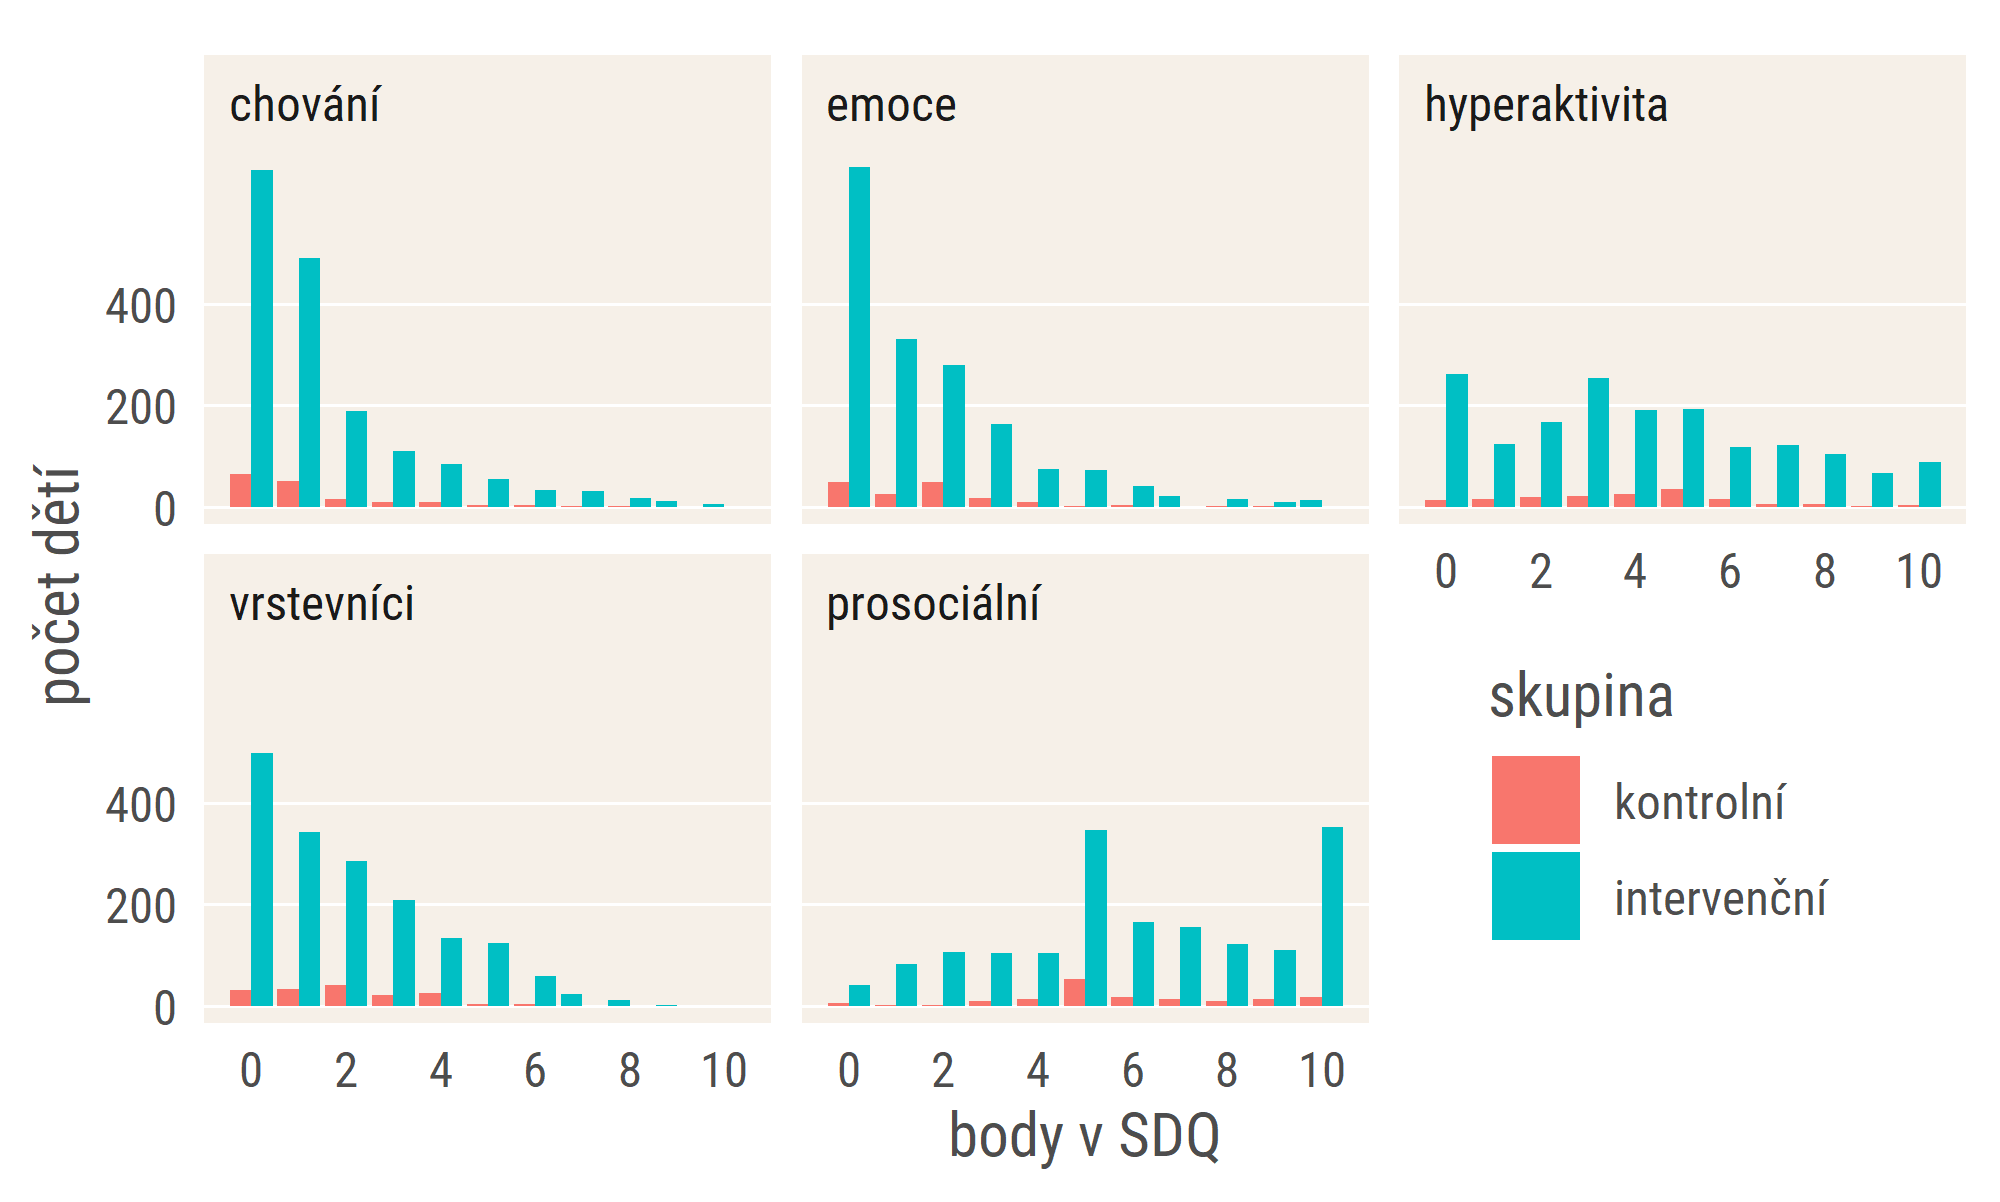 chování
emoce
hyperaktivita
400
200
0
0 2 4 6 8 10
vrstevníci
prosociální
400
200
0
0 2 4 6 8 10
0 2 4 6 8 10
počet dětí
body v SDQ
skupina
kontrolní
intervenční